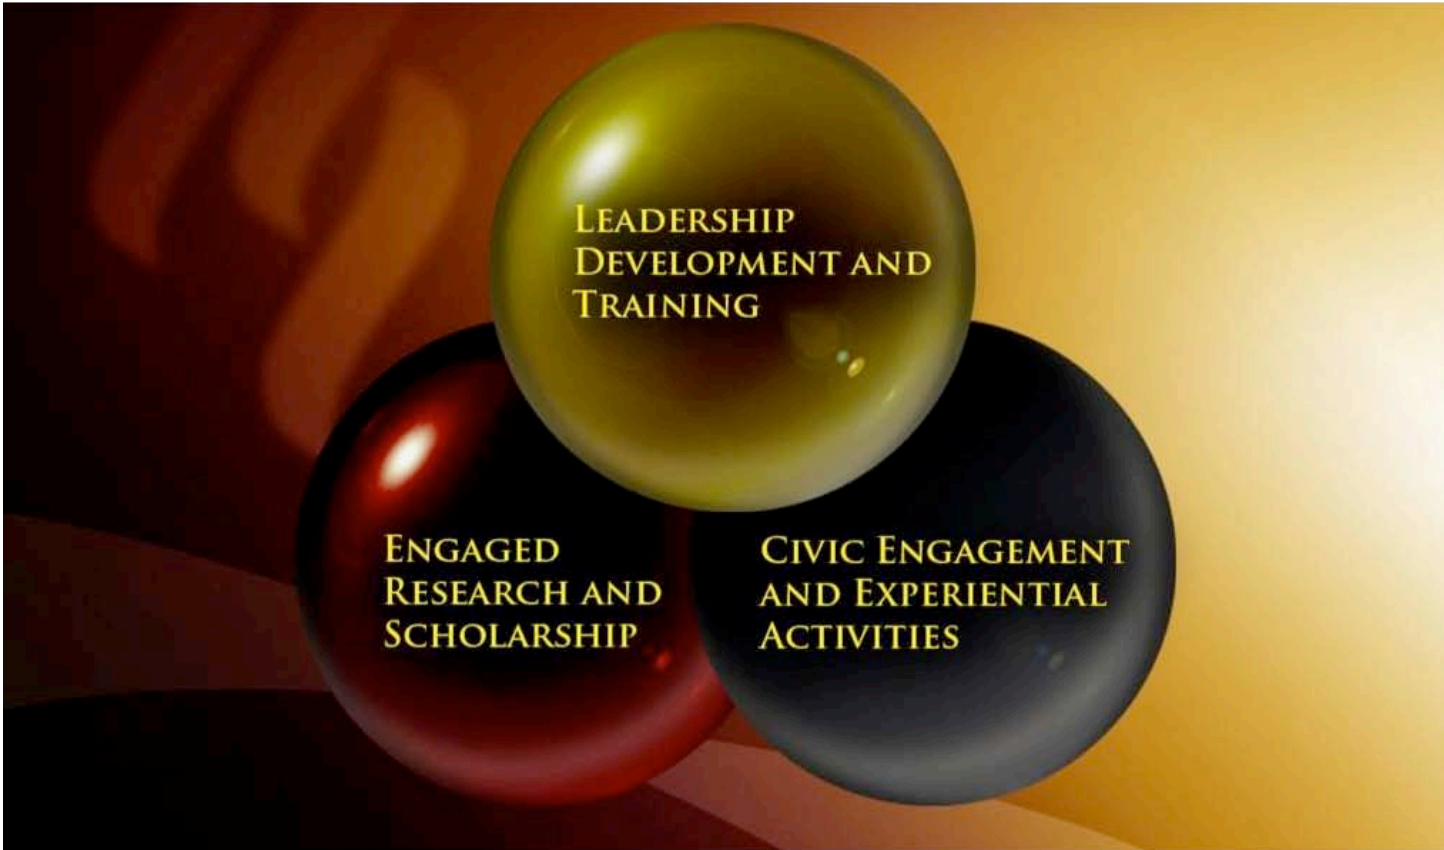 Leadership
Development and
Training
Engaged
Research and
Scholarship
Civic Engagement
and Experiential
Activities